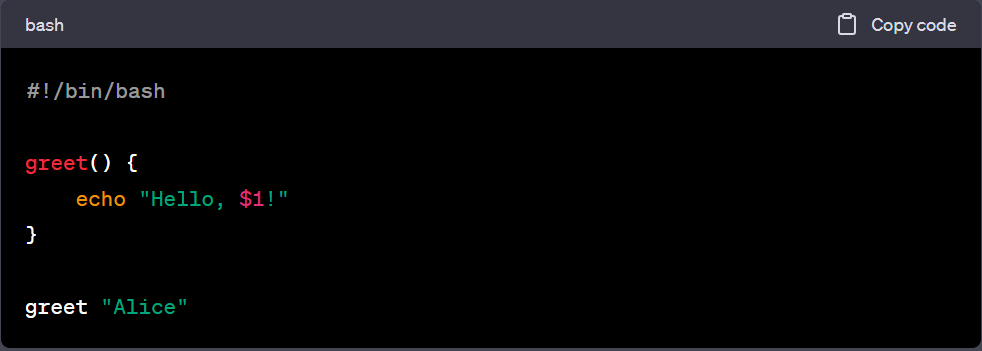 bash
Copy code
#!/bin/bash
greet() {
    echo "Hello, $1!"
}
greet "Alice"